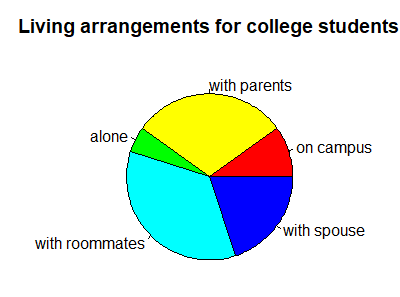 Living arrangements for college students
with parents
alone
on campus
with roommates
with spouse